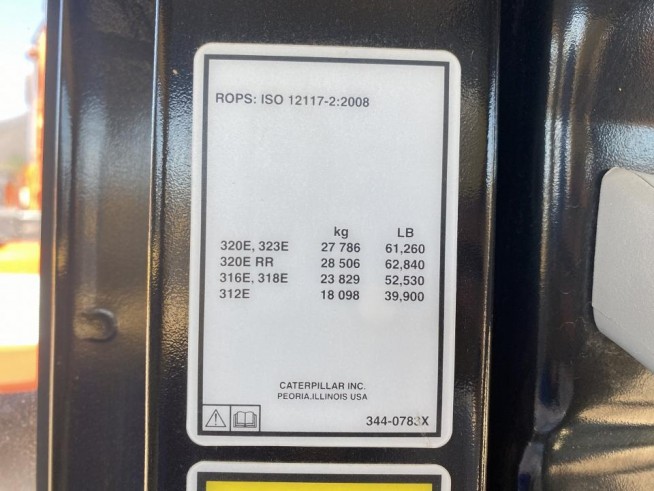 ROPS: ISO 12117-2:2008
kg LB
320E, 323E 27 786 61,260
320E RR 28 506 62,840
316E, 318E 23 829 52,530
312E 18 098 39,900
CATERPILLAR INC.
PEORIA,ILLINOIS USA
344-0783X